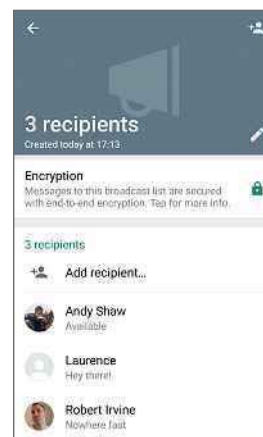 3 recipients
Created today at 17:13
Encryption
Messages to this broadcast list are secured
with end-to-end encryption. Tap for more info.
3 recipients
Add recipient...
Andy Shaw
Available
Laurence
Hey there!
Robert Irvine
Nowhere fast